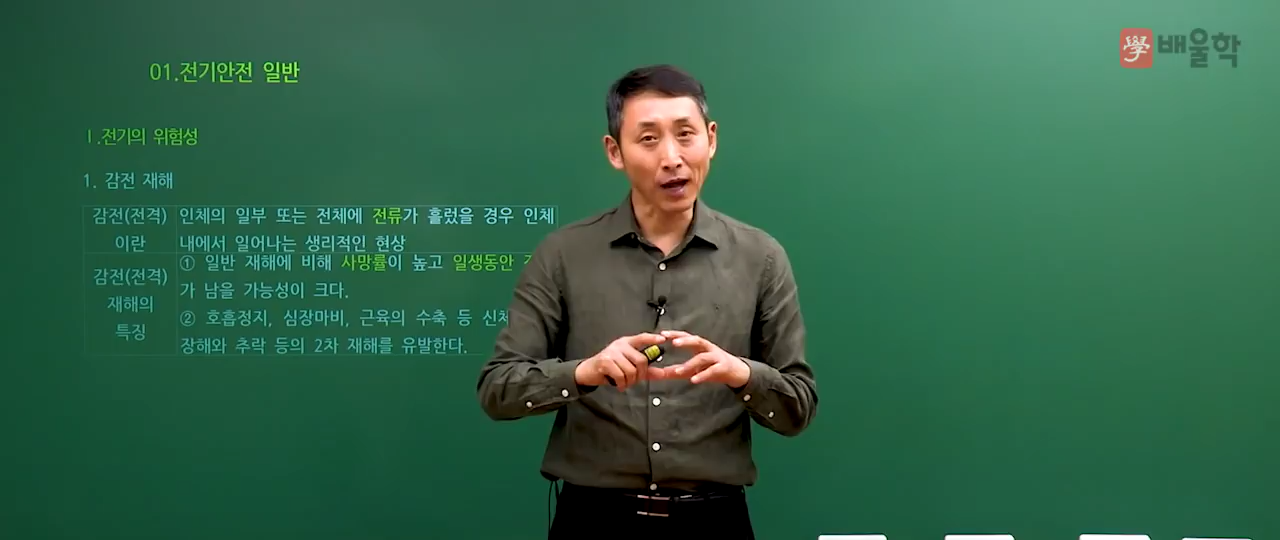 學 배울학
01.전기안전 일반
Ⅰ.전기의 위험성
1. 감전 재해
감전(전격) 인체의 일부 또는 전체에 전류가 흘렀을 경우 인체
이란 내에서 일어나는 생리적인 현상
① 일반 재해에 비해 사망률이 높고 일생동안
감전(전격)
가 남을 가능성이 크다.
재해의
② 호흡정지, 심장마비, 근육의 수축 등 신체
특징
장해와 추락 등의 2차 재해를 유발한다.